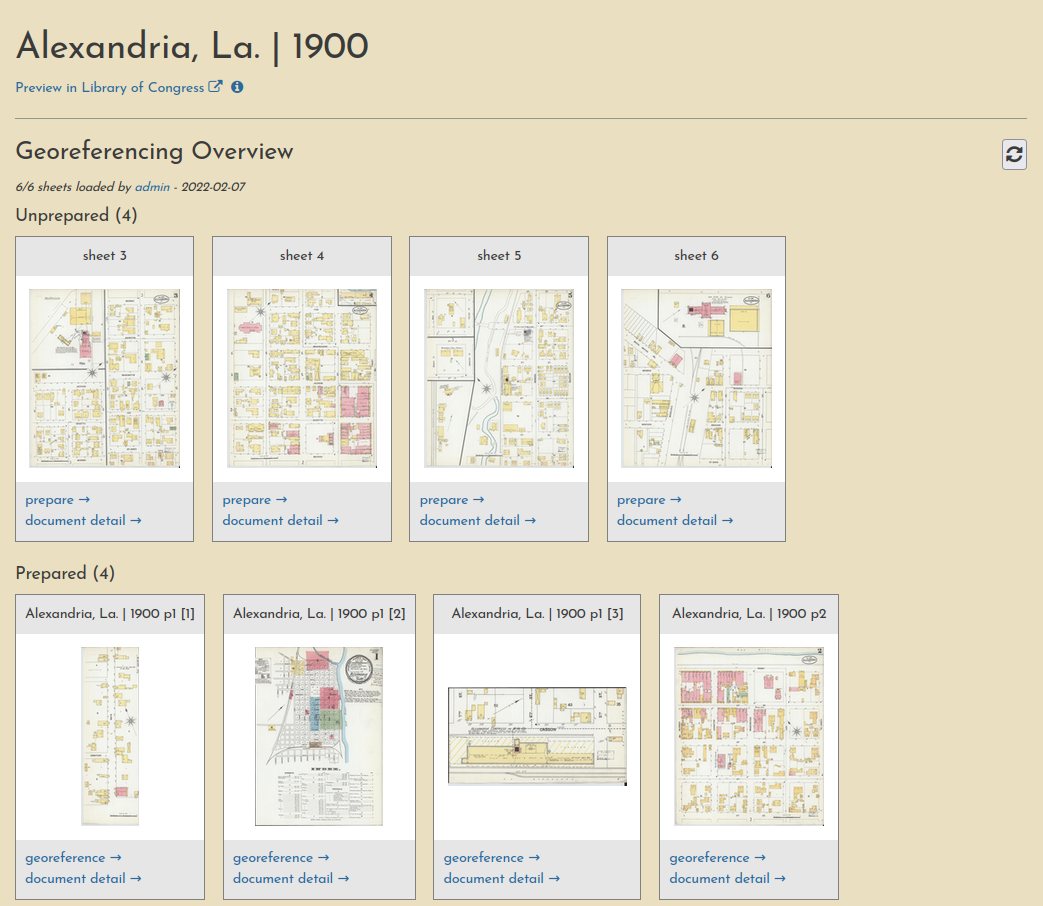 Alexandria, La. | 1900
Preview in Library of Congress
Georeferencing Overview
6/6 sheets loaded by admin - 2022-02-07
Unprepared (4)
sheet 3
sheet 4
sheet 5
sheet 6
prepare →
document detail →
prepare →
document detail →
prepare →
document detail →
prepare →
document detail →
Prepared (4)
Alexandria, La. | 1900 p1 [1]
Alexandria, La. | 1900 p1 [2]
Alexandria, La. | 1900 p1 [3]
Alexandria, La. | 1900 p2
georeference →
document detail →
georeference →
document detail →
georeference →
document detail →
georeference →
document detail →